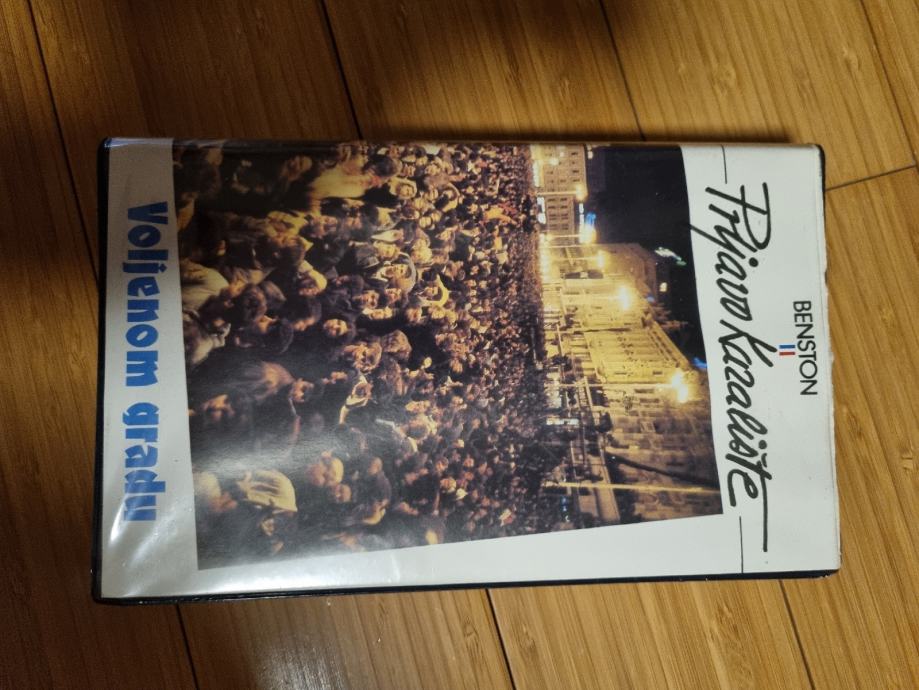 BENSTON
Prljavo Kazalište
Voljenom gradu